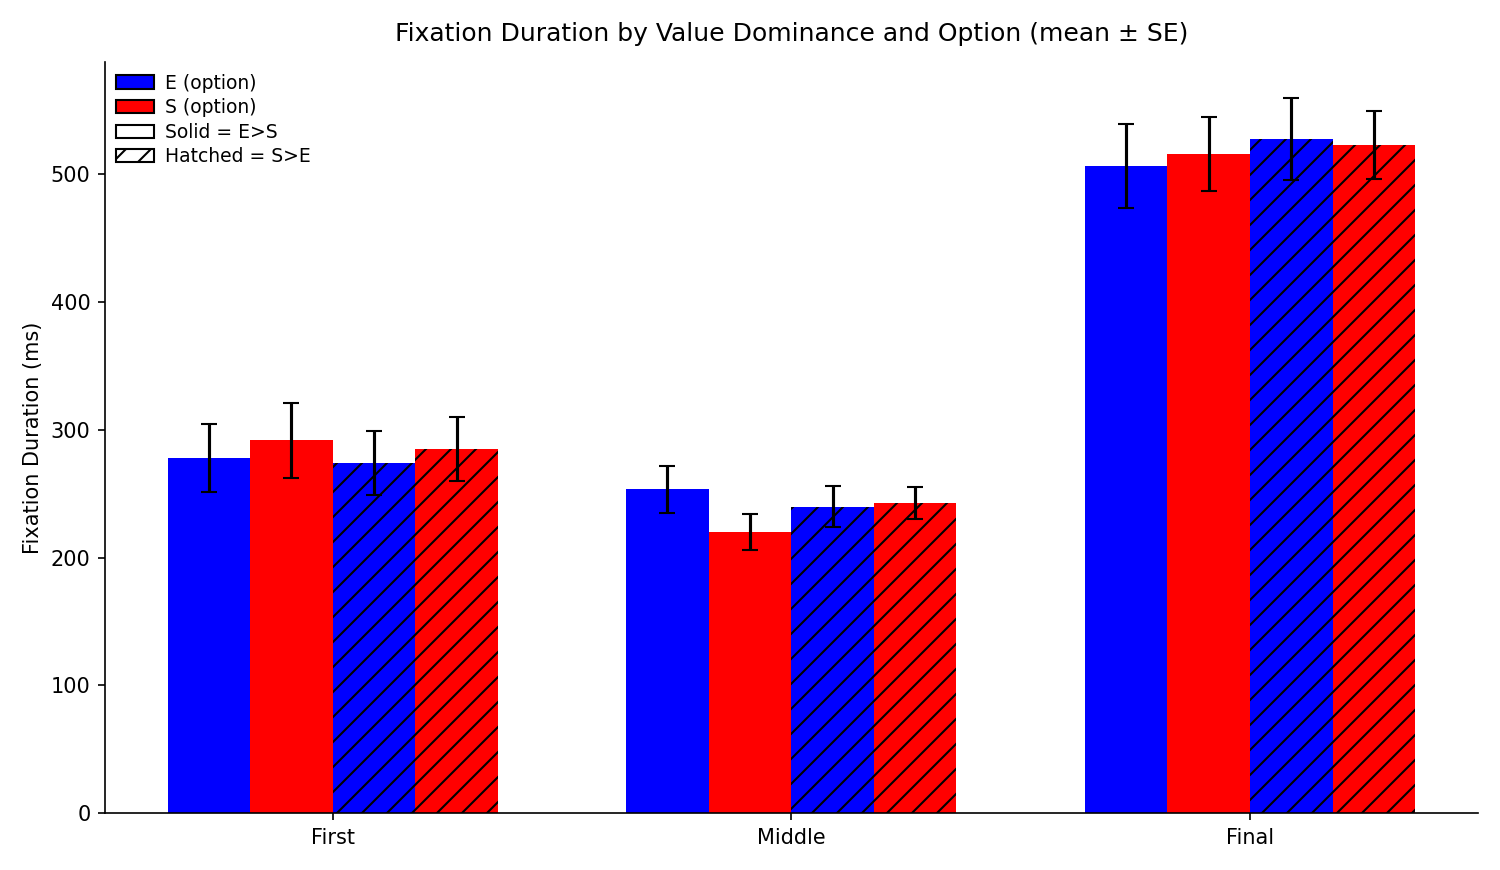 Fixation Duration by Value Dominance and Option (mean ± SE)
E (option)
S (option)
Solid = E>S
Hatched = S>E
Fixation Duration (ms)
500
400
300
200
100
0
First
Middle
Final